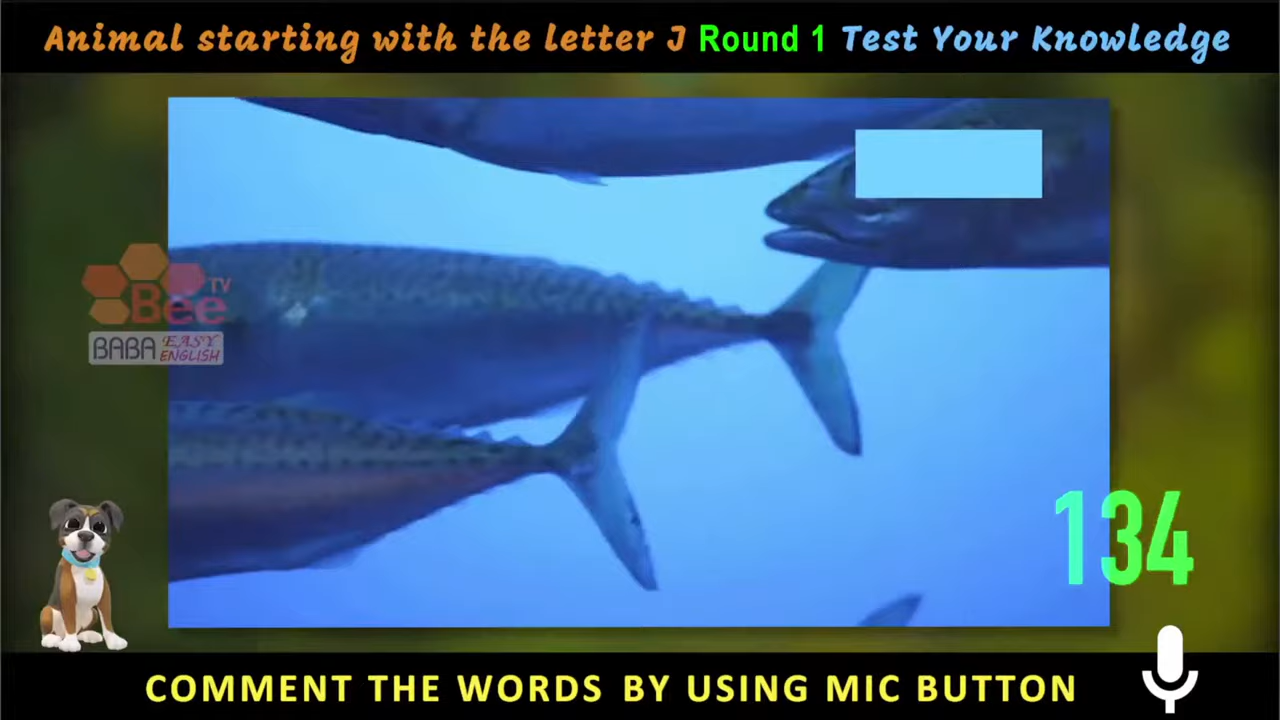 Animal starting with the letter J Round 1 Test Your Knowledge
Bee TV
BABA EASY ENGLISH
134
COMMENT THE WORDS BY USING MIC BUTTON